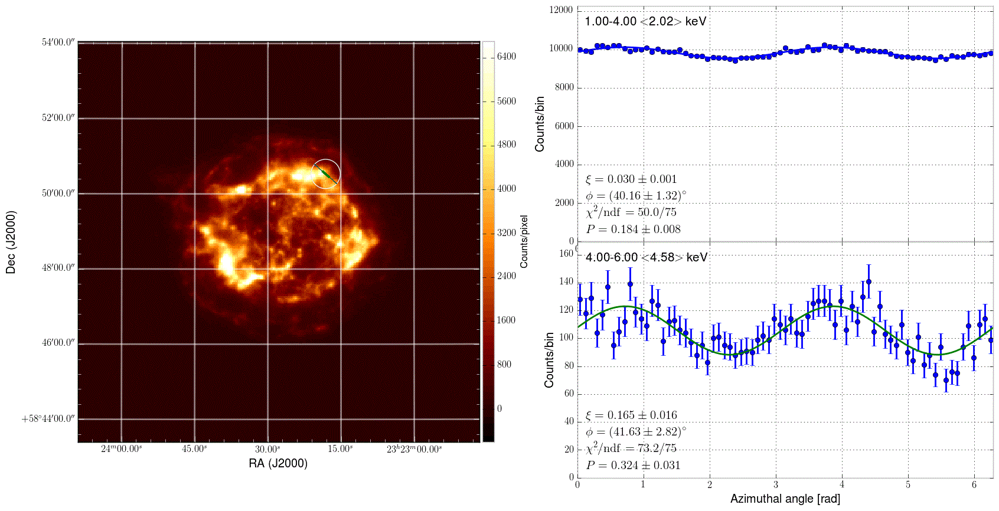 54′00.0″
52′00.0″
50′00.0″
48′00.0″
46′00.0″
+58°44′00.0″
Dec (J2000)
24ᵐ00.00ˢ 45.00ˢ 30.00ˢ 15.00ˢ 23ʰ23ᵐ00.00ˢ
RA (J2000)
6400
5600
4800
4000
3200
2400
1600
800
0
Counts/pixel
12000
10000
8000
6000
4000
2000
0
Counts/bin
1.00-4.00 <2.02> keV
ξ = 0.030 ± 0.001
ϕ = (40.16 ± 1.32)°
χ²/ndf = 50.0/75
P = 0.184 ± 0.008
160
140
120
100
80
60
40
20
0
Counts/bin
4.00-6.00 <4.58> keV
ξ = 0.165 ± 0.016
ϕ = (41.63 ± 2.82)°
χ²/ndf = 73.2/75
P = 0.324 ± 0.031
0 1 2 3 4 5 6
Azimuthal angle [rad]